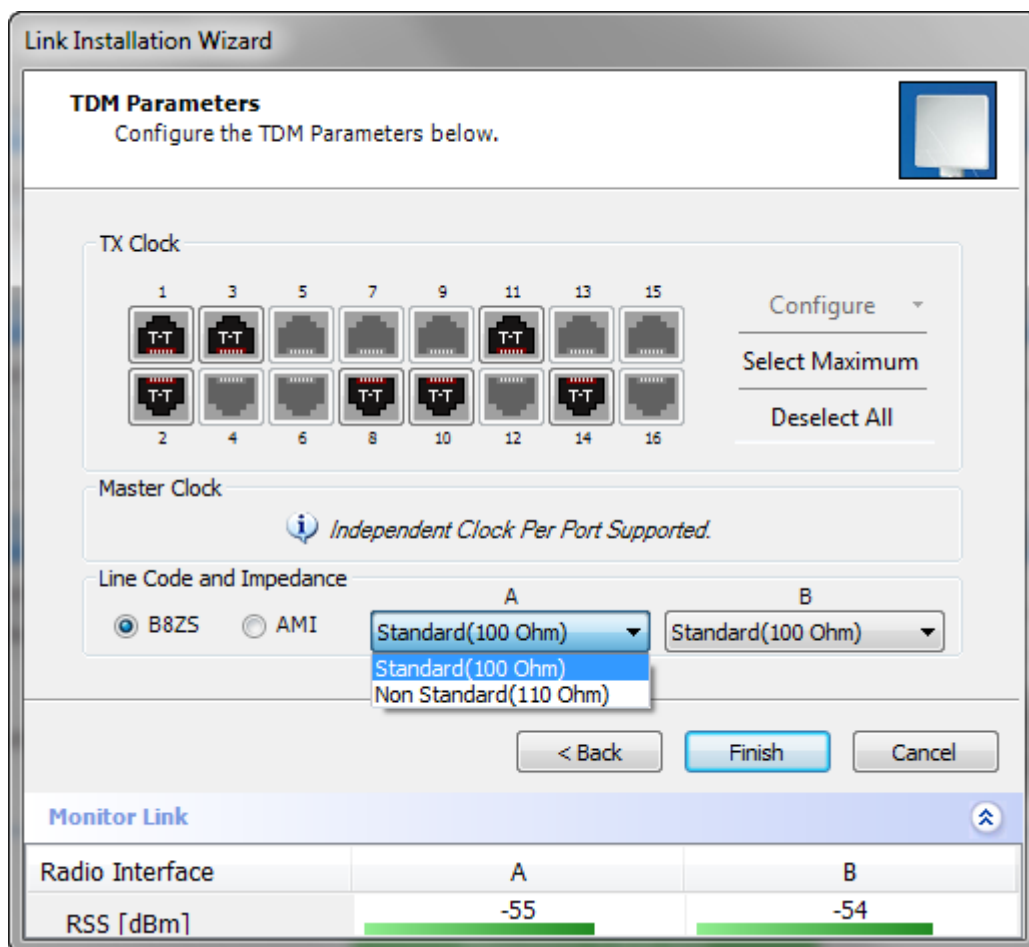 Link Installation Wizard
TDM Parameters
Configure the TDM Parameters below.
TX Clock
1 3 5 7 9 11 13 15
T-T T-T T-T
T-T T-T T-T T-T
2 4 6 8 10 12 14 16
Configure
Select Maximum
Deselect All
Master Clock
Independent Clock Per Port Supported.
Line Code and Impedance
A B
B8ZS AMI Standard(100 Ohm) Standard(100 Ohm)
Standard(100 Ohm)
Non Standard(110 Ohm)
< Back Finish Cancel
Monitor Link
Radio Interface A B
RSS [dBm] -55 -54